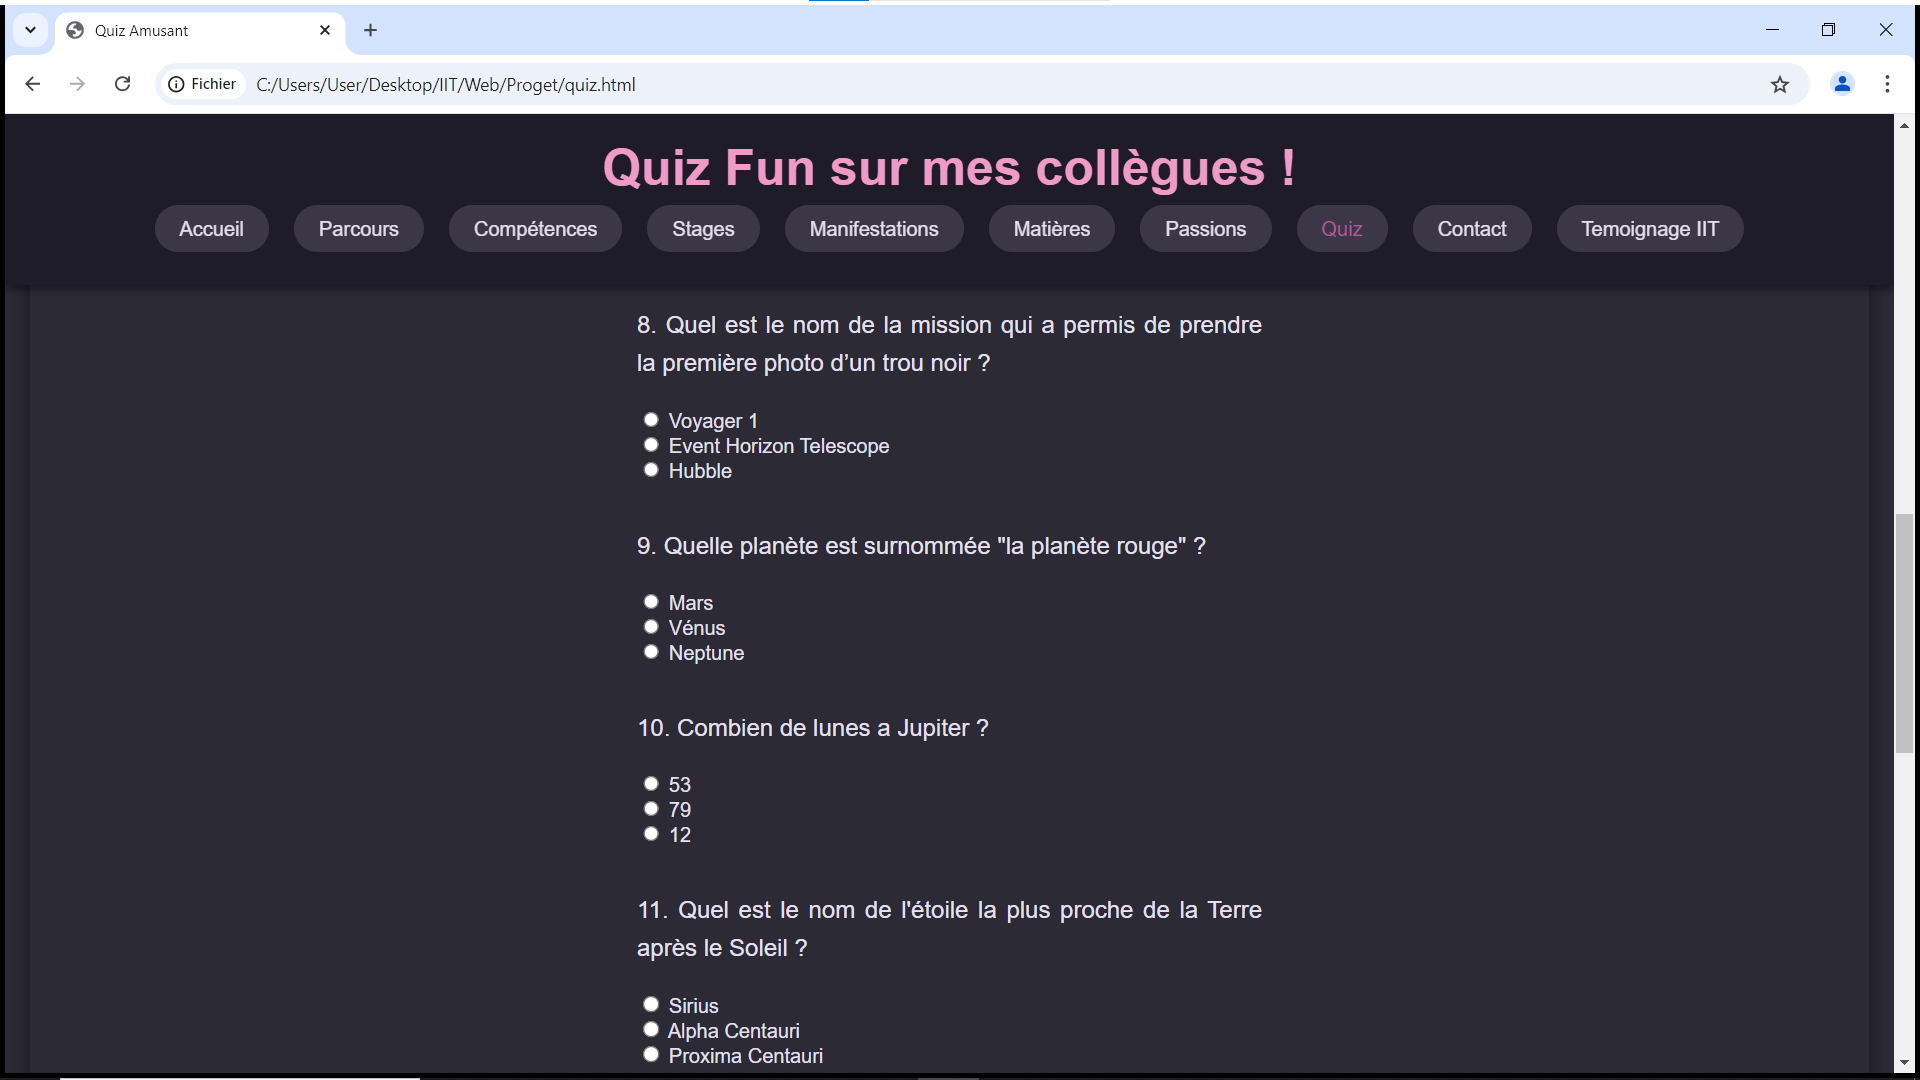 Quiz Amusant
Fichier C:/Users/User/Desktop/IIT/Web/Proget/quiz.html
Quiz Fun sur mes collègues !
Accueil Parcours Compétences Stages Manifestations Matières Passions Quiz Contact Temoignage IIT
8. Quel est le nom de la mission qui a permis de prendre
la première photo d’un trou noir ?
Voyager 1
Event Horizon Telescope
Hubble
9. Quelle planète est surnommée "la planète rouge" ?
Mars
Vénus
Neptune
10. Combien de lunes a Jupiter ?
53
79
12
11. Quel est le nom de l'étoile la plus proche de la Terre
après le Soleil ?
Sirius
Alpha Centauri
Proxima Centauri